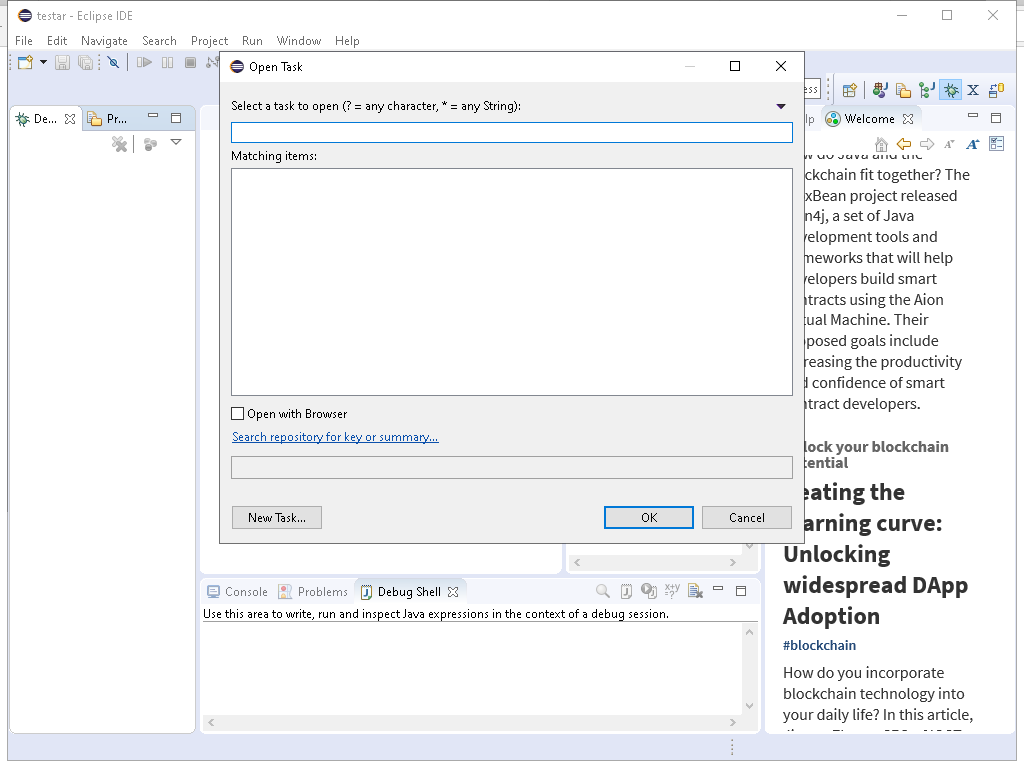 testar - Eclipse IDE
File Edit Navigate Search Project Run Window Help
Open Task
Select a task to open (? = any character, * = any String):
Matching items:
Open with Browser
Search repository for key or summary...
New Task...
OK
Cancel
De...
Pr...
Welcome
ckchain fit together? The
xBean project released
n4j, a set of Java
velopment tools and
meworks that will help
velopers build smart
ntracts using the Aion
tual Machine. Their
posed goals include
reasing the productivity
d confidence of smart
ntract developers.
lock your blockchain
tential
eating the
arning curve:
Unlocking
widespread DApp
Adoption
#blockchain
How do you incorporate
blockchain technology into
your daily life? In this article,
Console Problems Debug Shell
Use this area to write, run and inspect Java expressions in the context of a debug session.